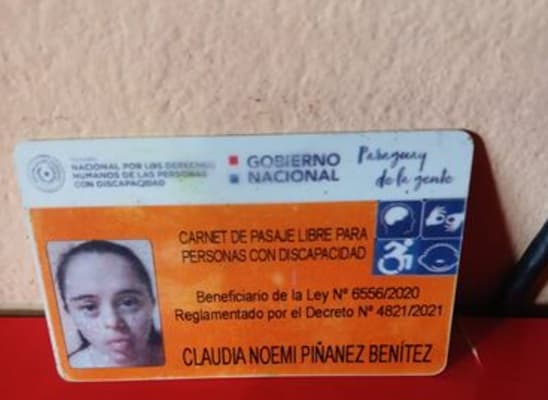 NACIONAL POR LOS DERECHOS
HUMANOS DE LAS PERSONAS
CON DISCAPACIDAD
GOBIERNO
NACIONAL
Paraguay
de la gente
CARNET DE PASAJE LIBRE PARA
PERSONAS CON DISCAPACIDAD
Beneficiario de la Ley Nº 6556/2020
Reglamentado por el Decreto Nº 4821/2021
CLAUDIA NOEMI PIÑANEZ BENÍTEZ